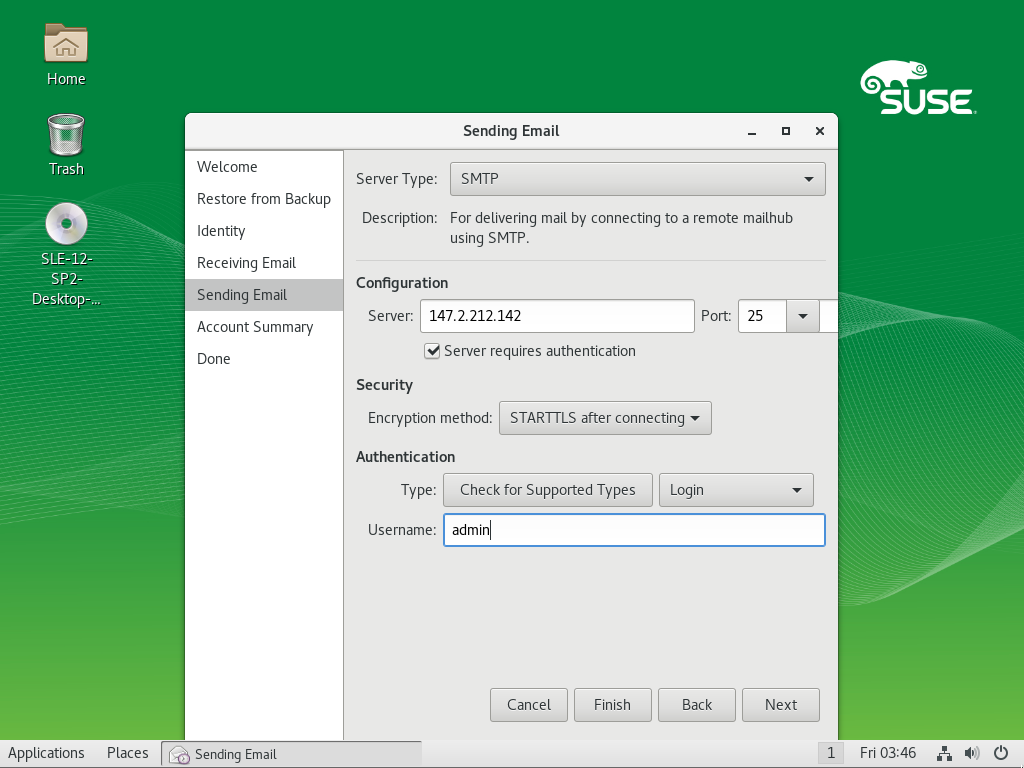 Home
Trash
SLE-12-
SP2-
Desktop-...
SUSE
Sending Email
Welcome
Restore from Backup
Identity
Receiving Email
Sending Email
Account Summary
Done
Server Type: SMTP
Description: For delivering mail by connecting to a remote mailhub
using SMTP.
Configuration
Server: 147.2.212.142 Port: 25
Server requires authentication
Security
Encryption method: STARTTLS after connecting
Authentication
Type: Check for Supported Types Login
Username: admin
Cancel Finish Back Next
Applications Places Sending Email 1 Fri 03:46